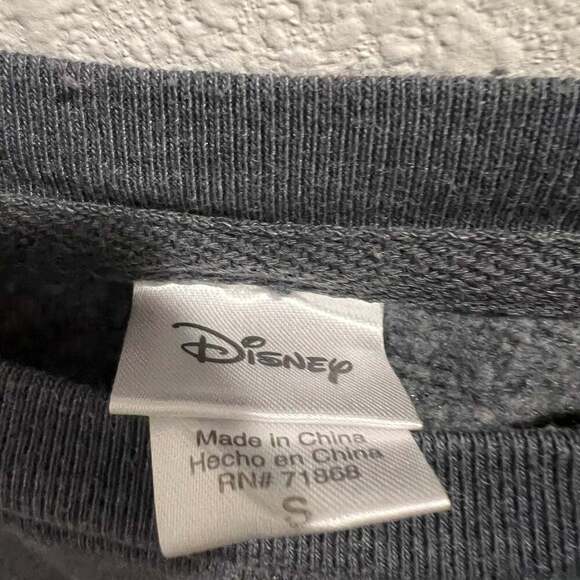 Disney
Made in China
Hecho en China
RN# 71868
S